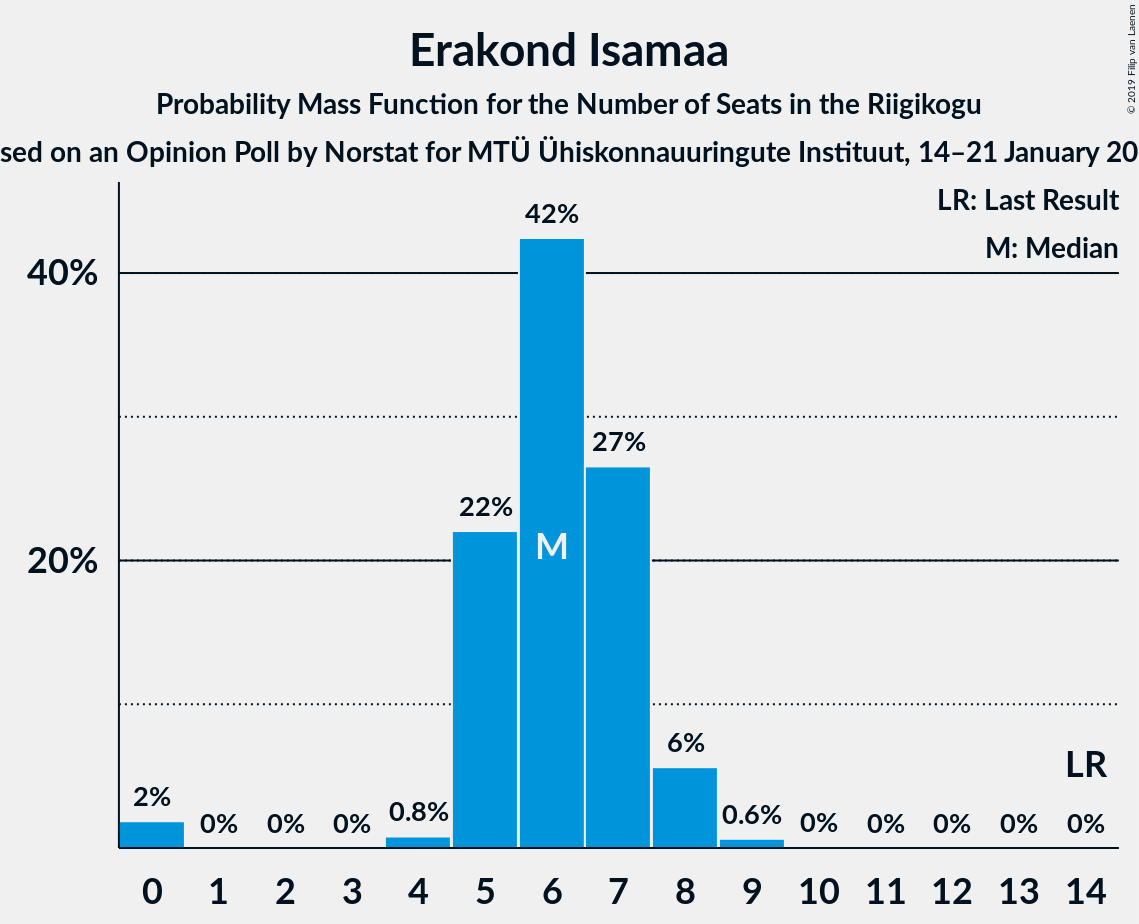 Erakond Isamaa
Probability Mass Function for the Number of Seats in the Riigikogu
sed on an Opinion Poll by Norstat for MTÜ Ühiskonnauuringute Instituut, 14–21 January 20
© 2019 Filip van Laenen
LR: Last Result
M: Median
42%
40%
27%
22%
M
20%
6%
LR
2%
0%
0%
0%
0.8%
0.6%
0%
0%
0%
0%
0%
0 1 2 3 4 5 6 7 8 9 10 11 12 13 14